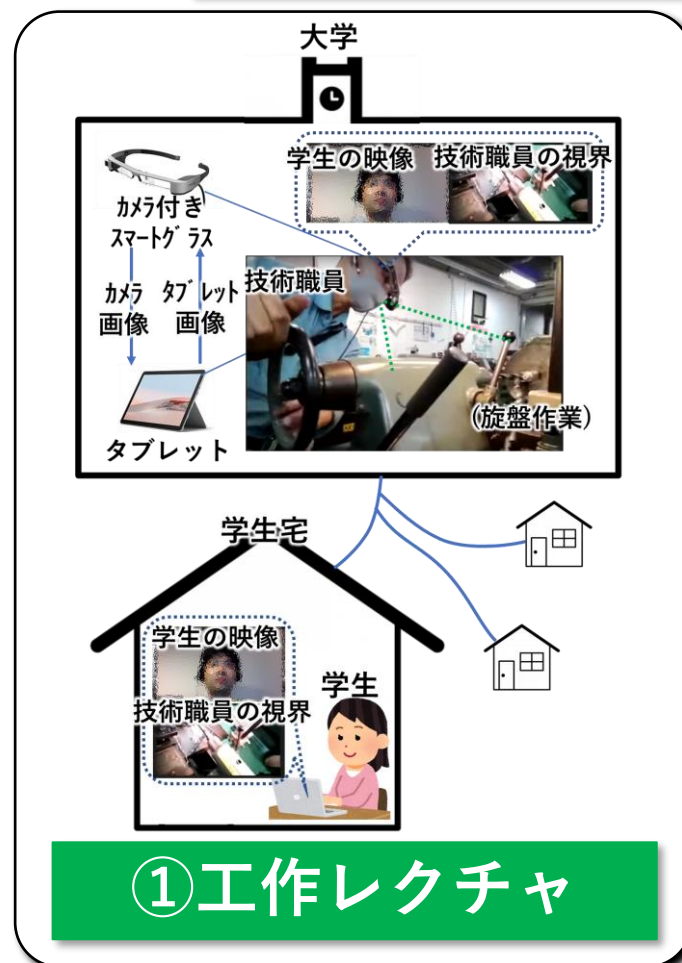 大学
学生の映像
技術職員の視界
ｶﾒﾗ付き
ｽﾏｰﾄｸﾞﾗｽ
ｶﾒﾗ
画像
ﾀﾌﾞﾚｯﾄ
画像
技術職員
(旋盤作業)
タブレット
学生宅
学生の映像
技術職員の視界
学生
①工作レクチャ